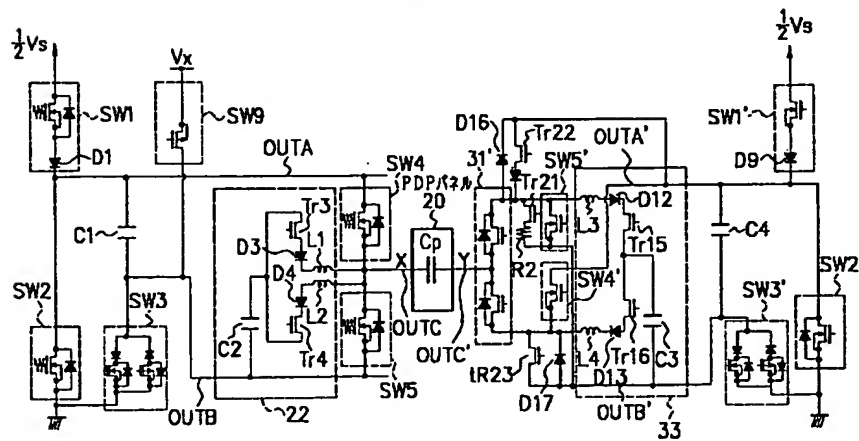 ½Vs
Vx
½Vs
SW1
SW9
D16
Tr22
OUTA'
SW1'
D1
OUTA
SW4
PDPパネル
31'
Tr21
SW5'
D9
20
D12
Tr3
C1
D3
L1
X
Cp
Y
R2
L3
Tr15
C4
D4
SW4'
SW2
SW3
C2
L2
OUTC
SW3'
SW2
Tr4
OUTC'
L4
Tr16
C3
SW5
tR23
D13
OUTB
D17
OUTB'
22
33